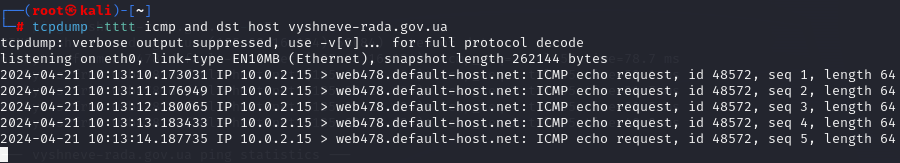 (root㉿kali)-[~]
# tcpdump -tttt icmp and dst host vyshneve-rada.gov.ua
tcpdump: verbose output suppressed, use -v[v]... for full protocol decode
listening on eth0, link-type EN10MB (Ethernet), snapshot length 262144 bytes
2024-04-21 10:13:10.173031 IP 10.0.2.15 > web478.default-host.net: ICMP echo request, id 48572, seq 1, length 64
2024-04-21 10:13:11.176949 IP 10.0.2.15 > web478.default-host.net: ICMP echo request, id 48572, seq 2, length 64
2024-04-21 10:13:12.180065 IP 10.0.2.15 > web478.default-host.net: ICMP echo request, id 48572, seq 3, length 64
2024-04-21 10:13:13.183433 IP 10.0.2.15 > web478.default-host.net: ICMP echo request, id 48572, seq 4, length 64
2024-04-21 10:13:14.187735 IP 10.0.2.15 > web478.default-host.net: ICMP echo request, id 48572, seq 5, length 64
vyshneve-rada.gov.ua ping statistics